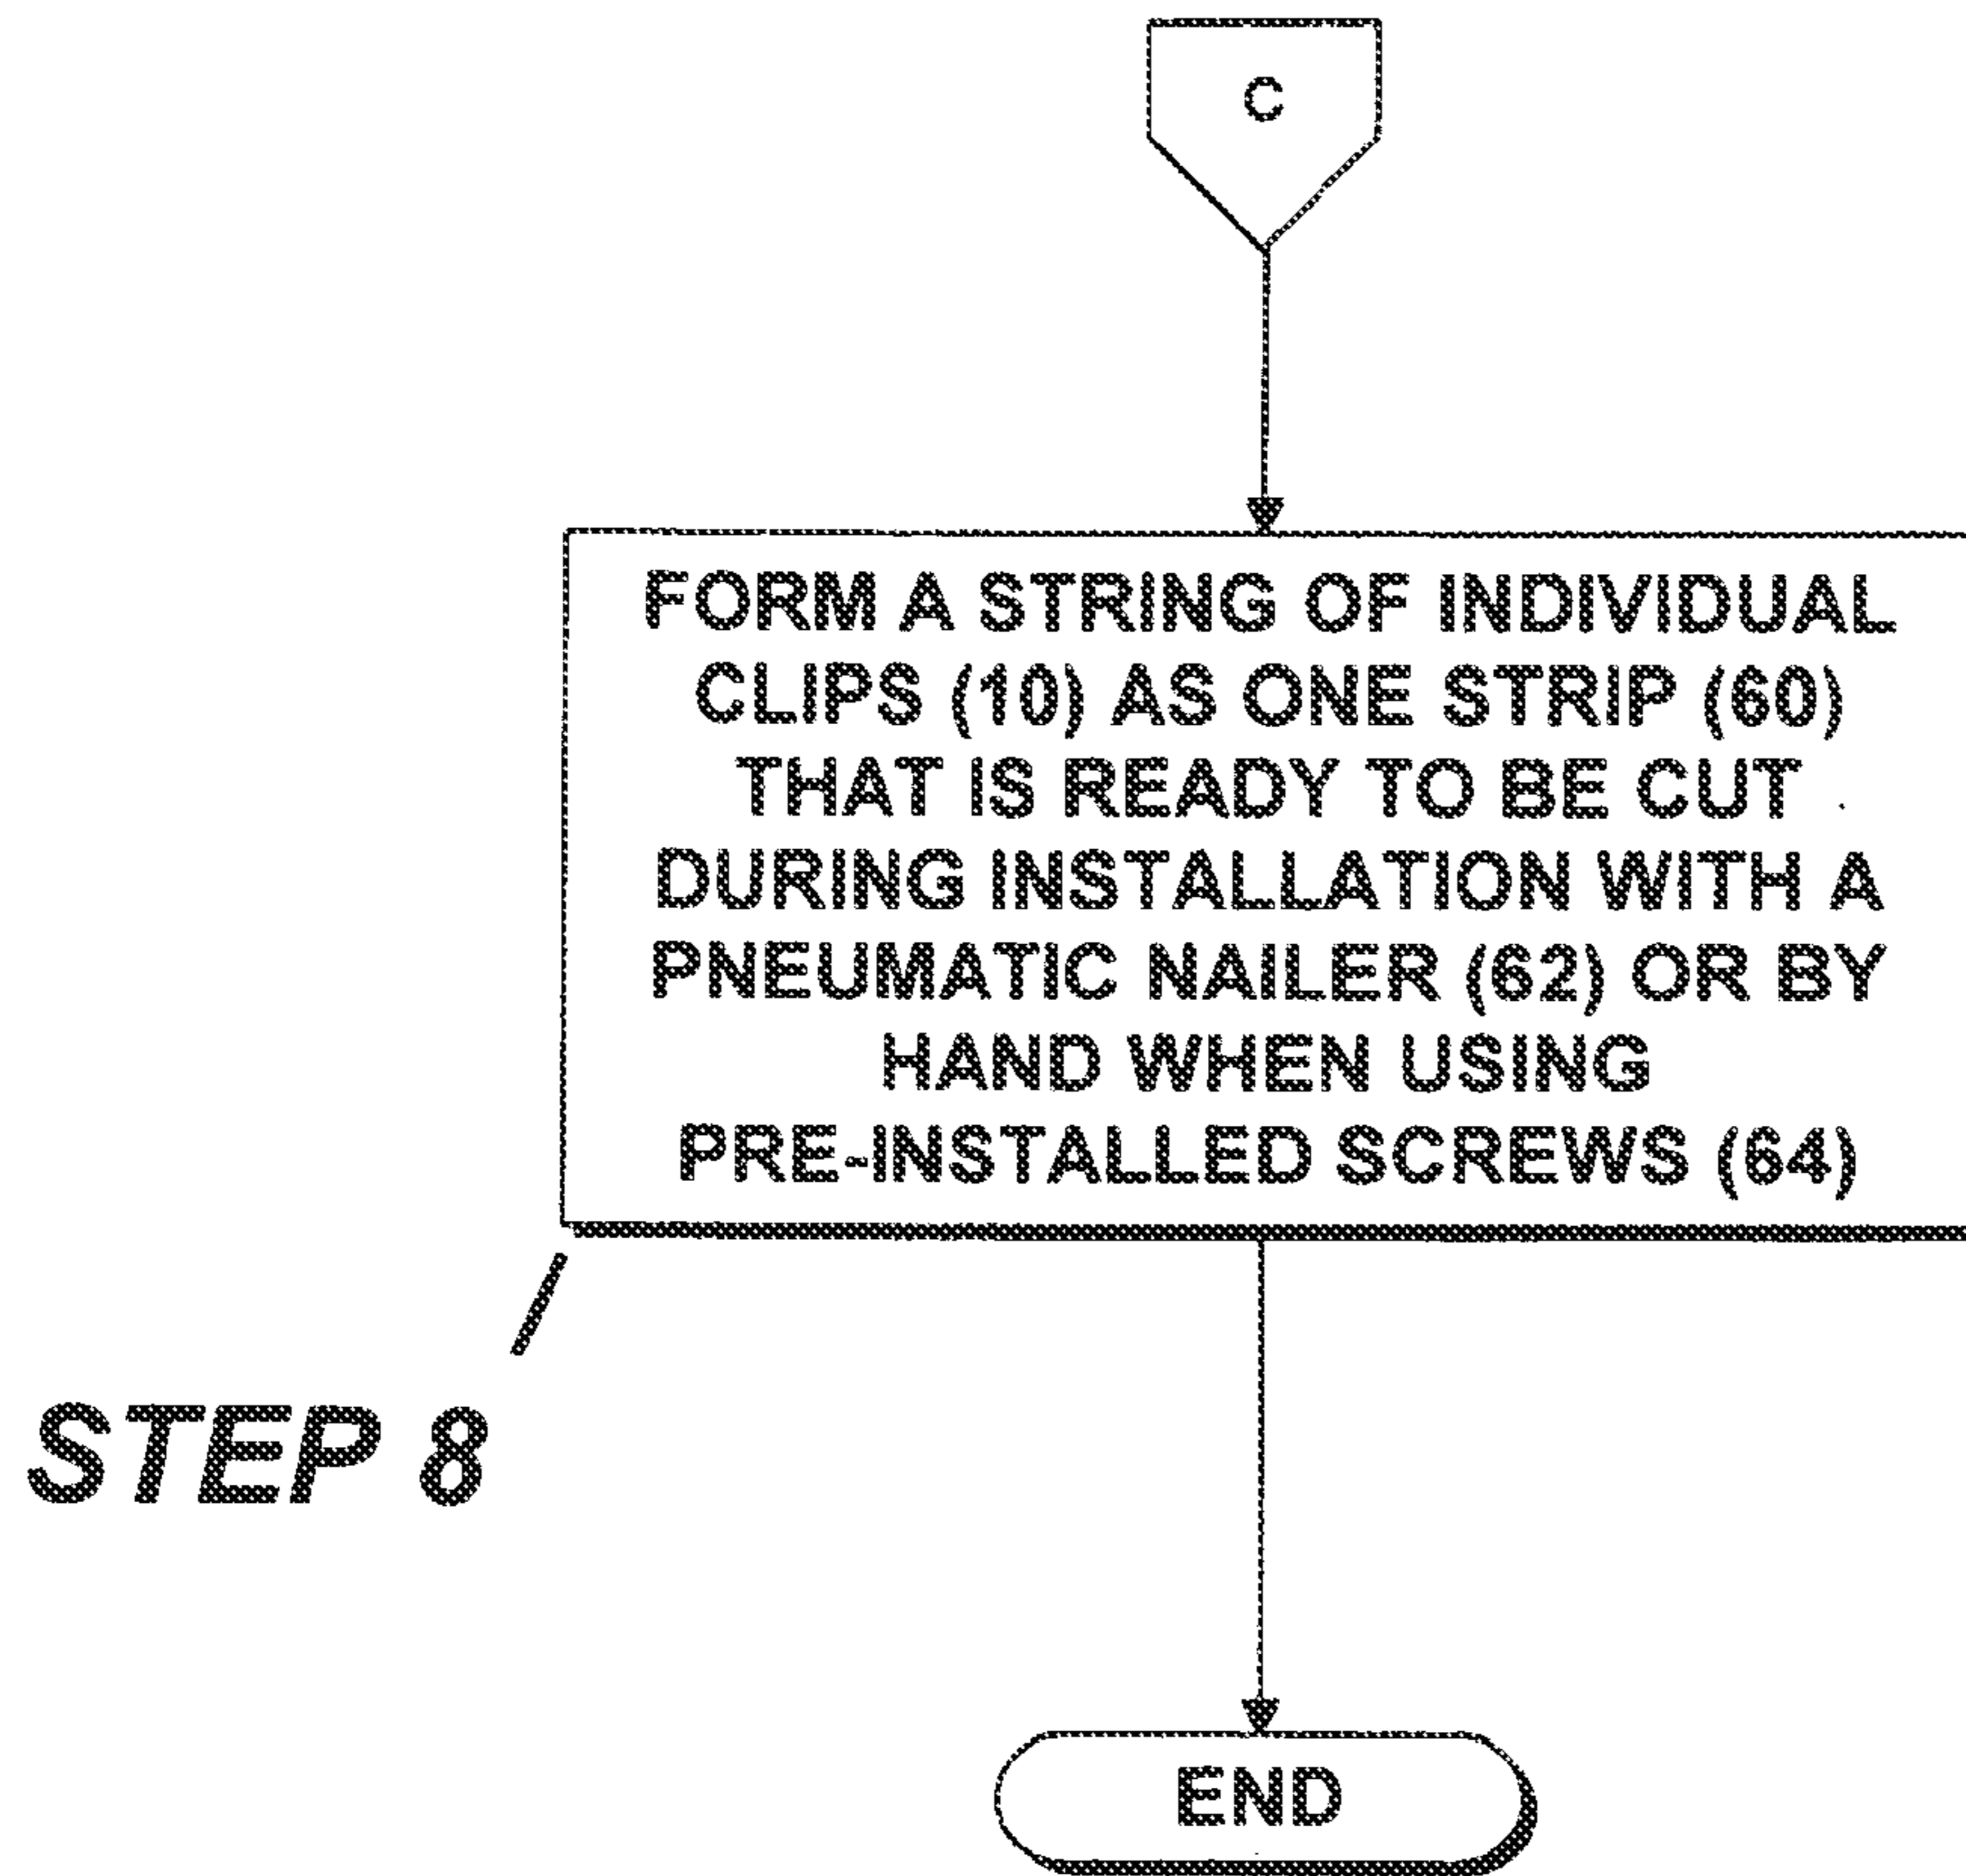 C
FORM A STRING OF INDIVIDUAL
CLIPS (10) AS ONE STRIP (60)
THAT IS READY TO BE CUT
DURING INSTALLATION WITH A
PNEUMATIC NAILER (62) OR BY
HAND WHEN USING
PRE-INSTALLED SCREWS (64)
STEP 8
END